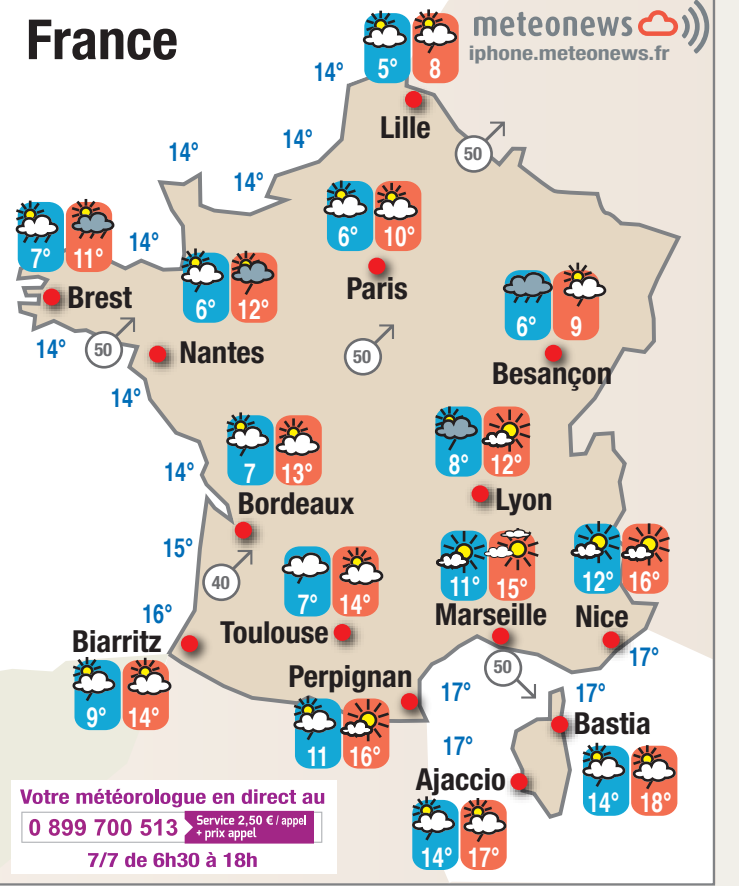 France
meteonews
iphone.meteonews.fr
5° 8
14°
Lille
14°
50
14°
14°
6° 10°
7° 11°
14°
6° 12°
Paris
6° 9
Brest
14°
50
Nantes
50
Besançon
14°
7 13°
8° 12°
14°
Bordeaux
Lyon
15°
40
7° 14°
11° 15°
12° 16°
16°
Biarritz
Toulouse
Marseille
Nice
17°
9° 14°
Perpignan
50
17°
17°
11 16°
Bastia
17°
Ajaccio
14° 18°
14° 17°
Votre météorologue en direct au
0 899 700 513
Service 2,50 € / appel
+ prix appel
7/7 de 6h30 à 18h